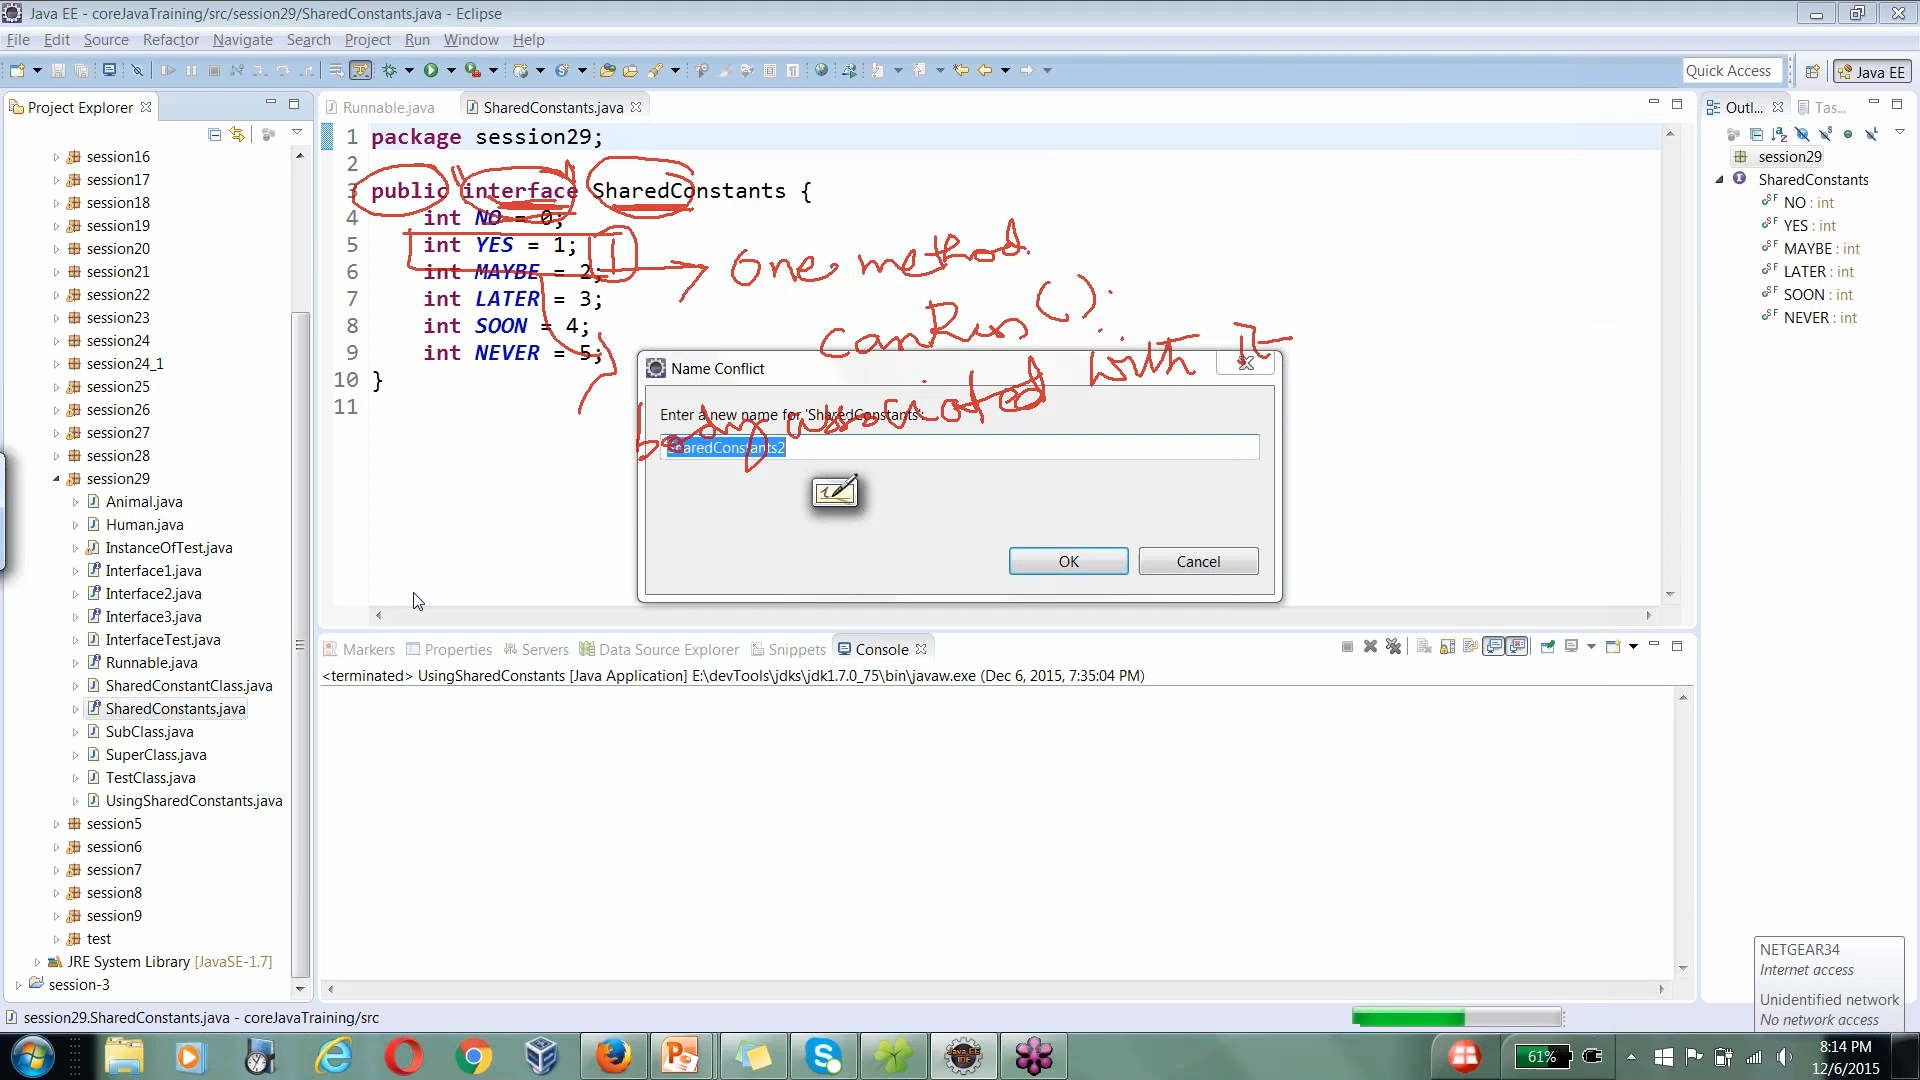 Java EE - coreJavaTraining/src/session29/SharedConstants.java - Eclipse
File Edit Source Refactor Navigate Search Project Run Window Help
Quick Access
Java EE
Project Explorer
session16
session17
session18
session19
session20
session21
session22
session23
session24
session24_1
session25
session26
session27
session28
session29
Animal.java
Human.java
InstanceOfTest.java
Interface1.java
Interface2.java
Interface3.java
InterfaceTest.java
Runnable.java
SharedConstantClass.java
SharedConstants.java
SubClass.java
SuperClass.java
TestClass.java
UsingSharedConstants.java
session5
session6
session7
session8
session9
test
JRE System Library [JavaSE-1.7]
session-3
Runnable.java
SharedConstants.java
1 package session29;
2
3 public interface SharedConstants {
4 int NO = 0;
5 int YES = 1;
6 int MAYBE = 2;
7 int LATER = 3;
8 int SOON = 4;
9 int NEVER = 5;
10 }
11
one method.
canRun ()
body associated with it
Name Conflict
Enter a new name for 'SharedConstants':
SharedConstants2
OK
Cancel
Markers Properties Servers Data Source Explorer Snippets Console
<terminated> UsingSharedConstants [Java Application] E:\devTools\jdks\jdk1.7.0_75\bin\javaw.exe (Dec 6, 2015, 7:35:04 PM)
Outl... Tas...
session29
SharedConstants
NO : int
YES : int
MAYBE : int
LATER : int
SOON : int
NEVER : int
NETGEAR34
Internet access
Unidentified network
No network access
session29.SharedConstants.java - coreJavaTraining/src
61%
8:14 PM
12/6/2015